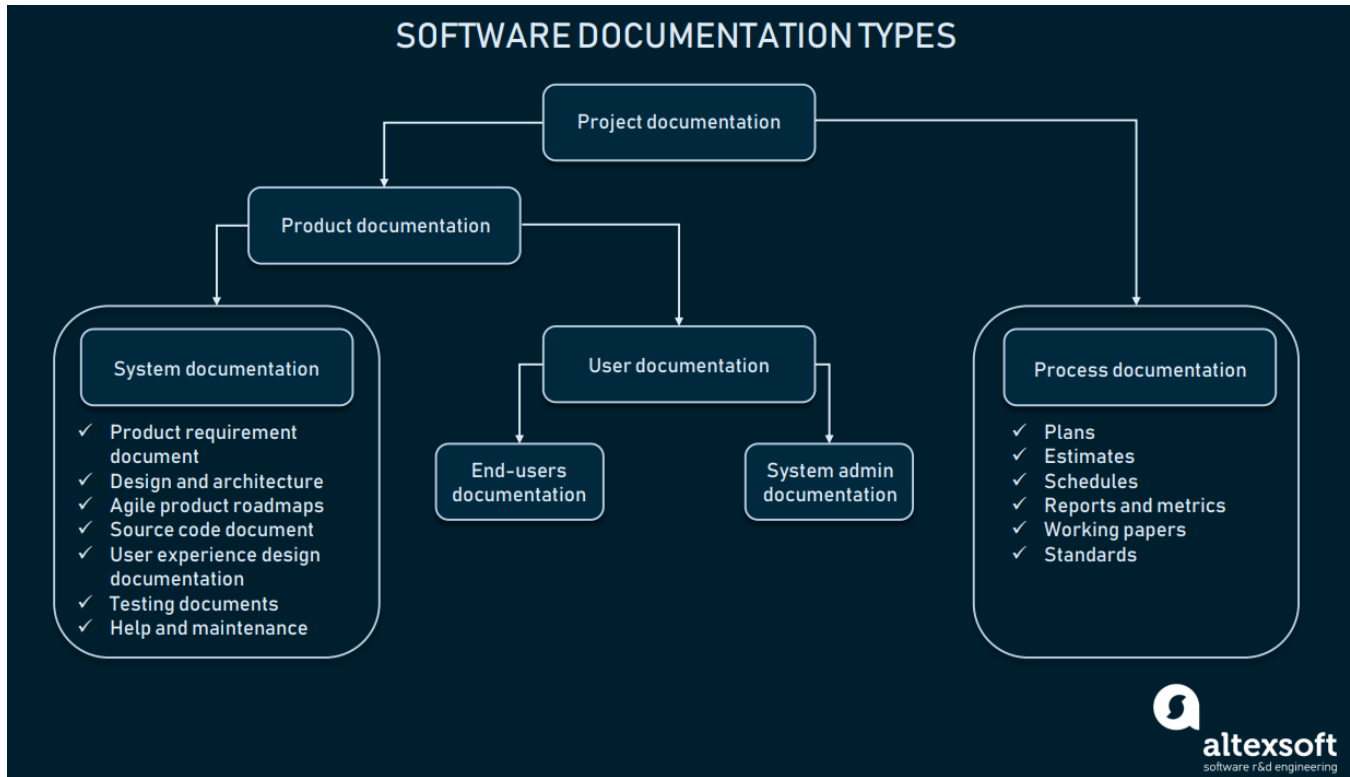 SOFTWARE DOCUMENTATION TYPES
Project documentation
Product documentation
System documentation
✓ Product requirement
document
✓ Design and architecture
✓ Agile product roadmaps
✓ Source code document
✓ User experience design
documentation
✓ Testing documents
✓ Help and maintenance
User documentation
End-users
documentation
System admin
documentation
Process documentation
✓ Plans
✓ Estimates
✓ Schedules
✓ Reports and metrics
✓ Working papers
✓ Standards
altexsoft
software r&d engineering